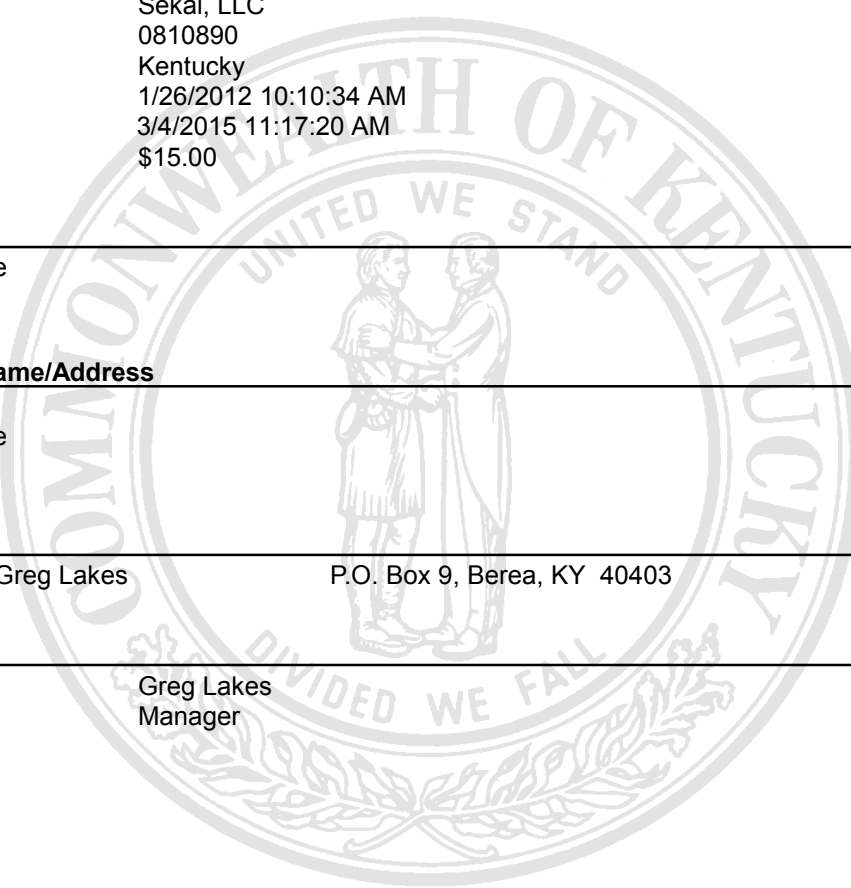 Sekal, LLC
0810890
Kentucky
1/26/2012 10:10:34 AM
3/4/2015 11:17:20 AM
$15.00
COMMONWEALTH OF KENTUCKY
UNITED WE STAND
e
ame/Address
e
Greg Lakes P.O. Box 9, Berea, KY 40403
DIVIDED WE FALL
Greg Lakes
Manager